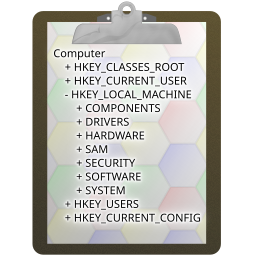 Computer
+ HKEY_CLASSES_ROOT
+ HKEY_CURRENT_USER
- HKEY_LOCAL_MACHINE
+ COMPONENTS
+ DRIVERS
+ HARDWARE
+ SAM
+ SECURITY
+ SOFTWARE
+ SYSTEM
+ HKEY_USERS
+ HKEY_CURRENT_CONFIG